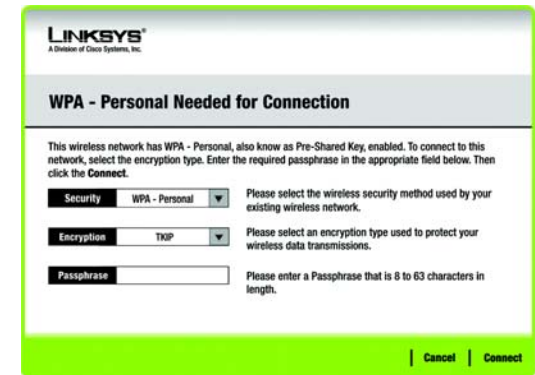 LINKSYS®
A Division of Cisco Systems, Inc.
WPA - Personal Needed for Connection
This wireless network has WPA - Personal, also know as Pre-Shared Key, enabled. To connect to this
network, select the encryption type. Enter the required passphrase in the appropriate field below. Then
click the Connect.
Security WPA - Personal
Please select the wireless security method used by your
existing wireless network.
Encryption TKIP
Please select an encryption type used to protect your
wireless data transmissions.
Passphrase
Please enter a Passphrase that is 8 to 63 characters in
length.
Cancel Connect